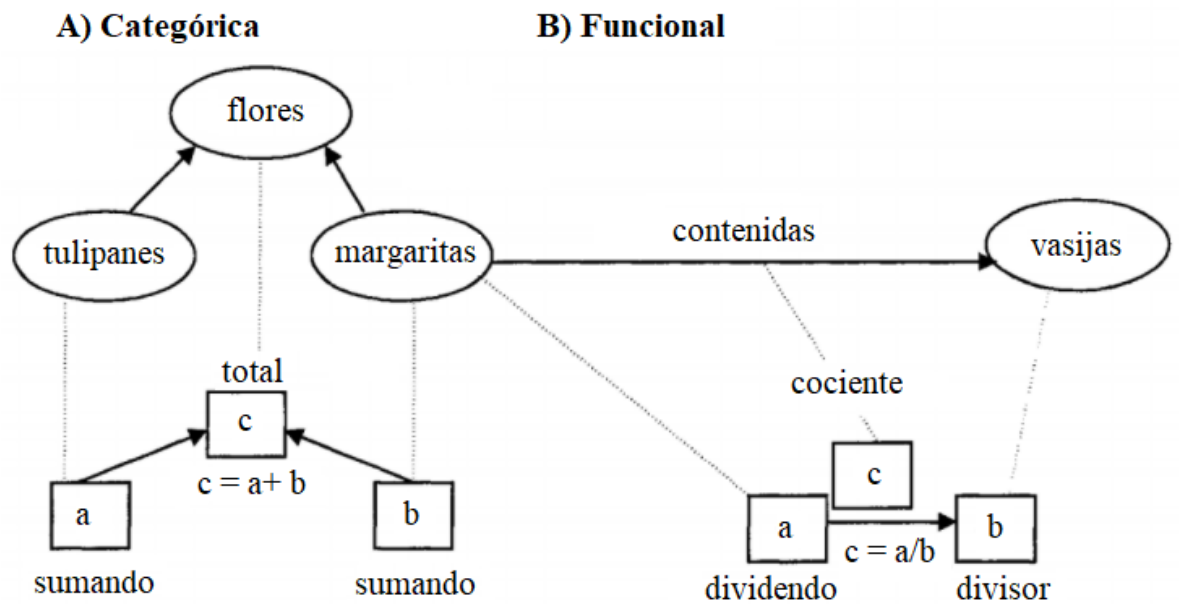 A) Categórica
B) Funcional
flores
tulipanes
margaritas
contenidas
vasijas
total
c
c = a+ b
a
b
sumando
sumando
cociente
c
a
b
c = a/b
dividendo
divisor